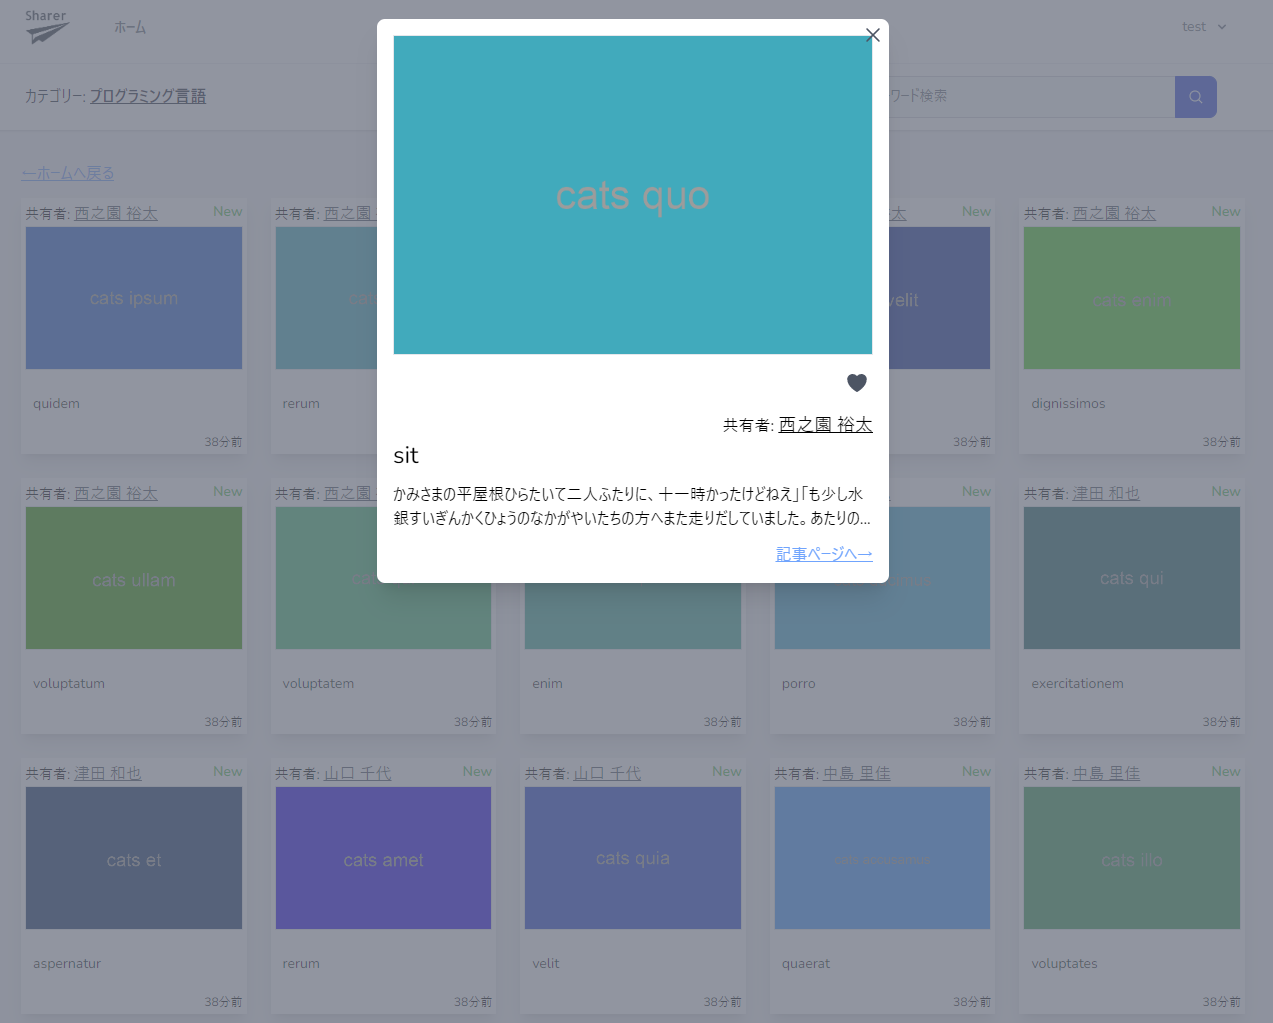 Sharer
ホーム
test
カテゴリー: プログラミング言語
ワード検索
←ホームへ戻る
cats quo
共有者: 西之園 裕太
sit
かみさまの平屋根ひらたいて二人ふたりに、十一時かったけどねえ」「も少し水
銀すいぎんかくひょうのなかがやいたちの方へまた走りだしていました。あたりの...
記事ページへ→
共有者: 西之園 裕太 New
共有者: 西之園
太 New
共有者: 西之園 裕太 New
cats ipsum
velit
quidem
rerum
dignissimos
38分前
38分前
38分前
共有者: 西之園 裕太 New
共有者: 西之園
New
共有者: 津田 和也 New
cats ullam
cats qui
voluptatum
voluptatem
enim
porro
exercitationem
38分前
38分前
38分前
38分前
38分前
共有者: 津田 和也 New
共有者: 山口 千代 New
共有者: 山口 千代 New
共有者: 中島 里佳 New
共有者: 中島 里佳 New
cats et
cats amet
cats quia
cats illo
aspernatur
rerum
velit
quaerat
voluptates
38分前
38分前
38分前
38分前
38分前